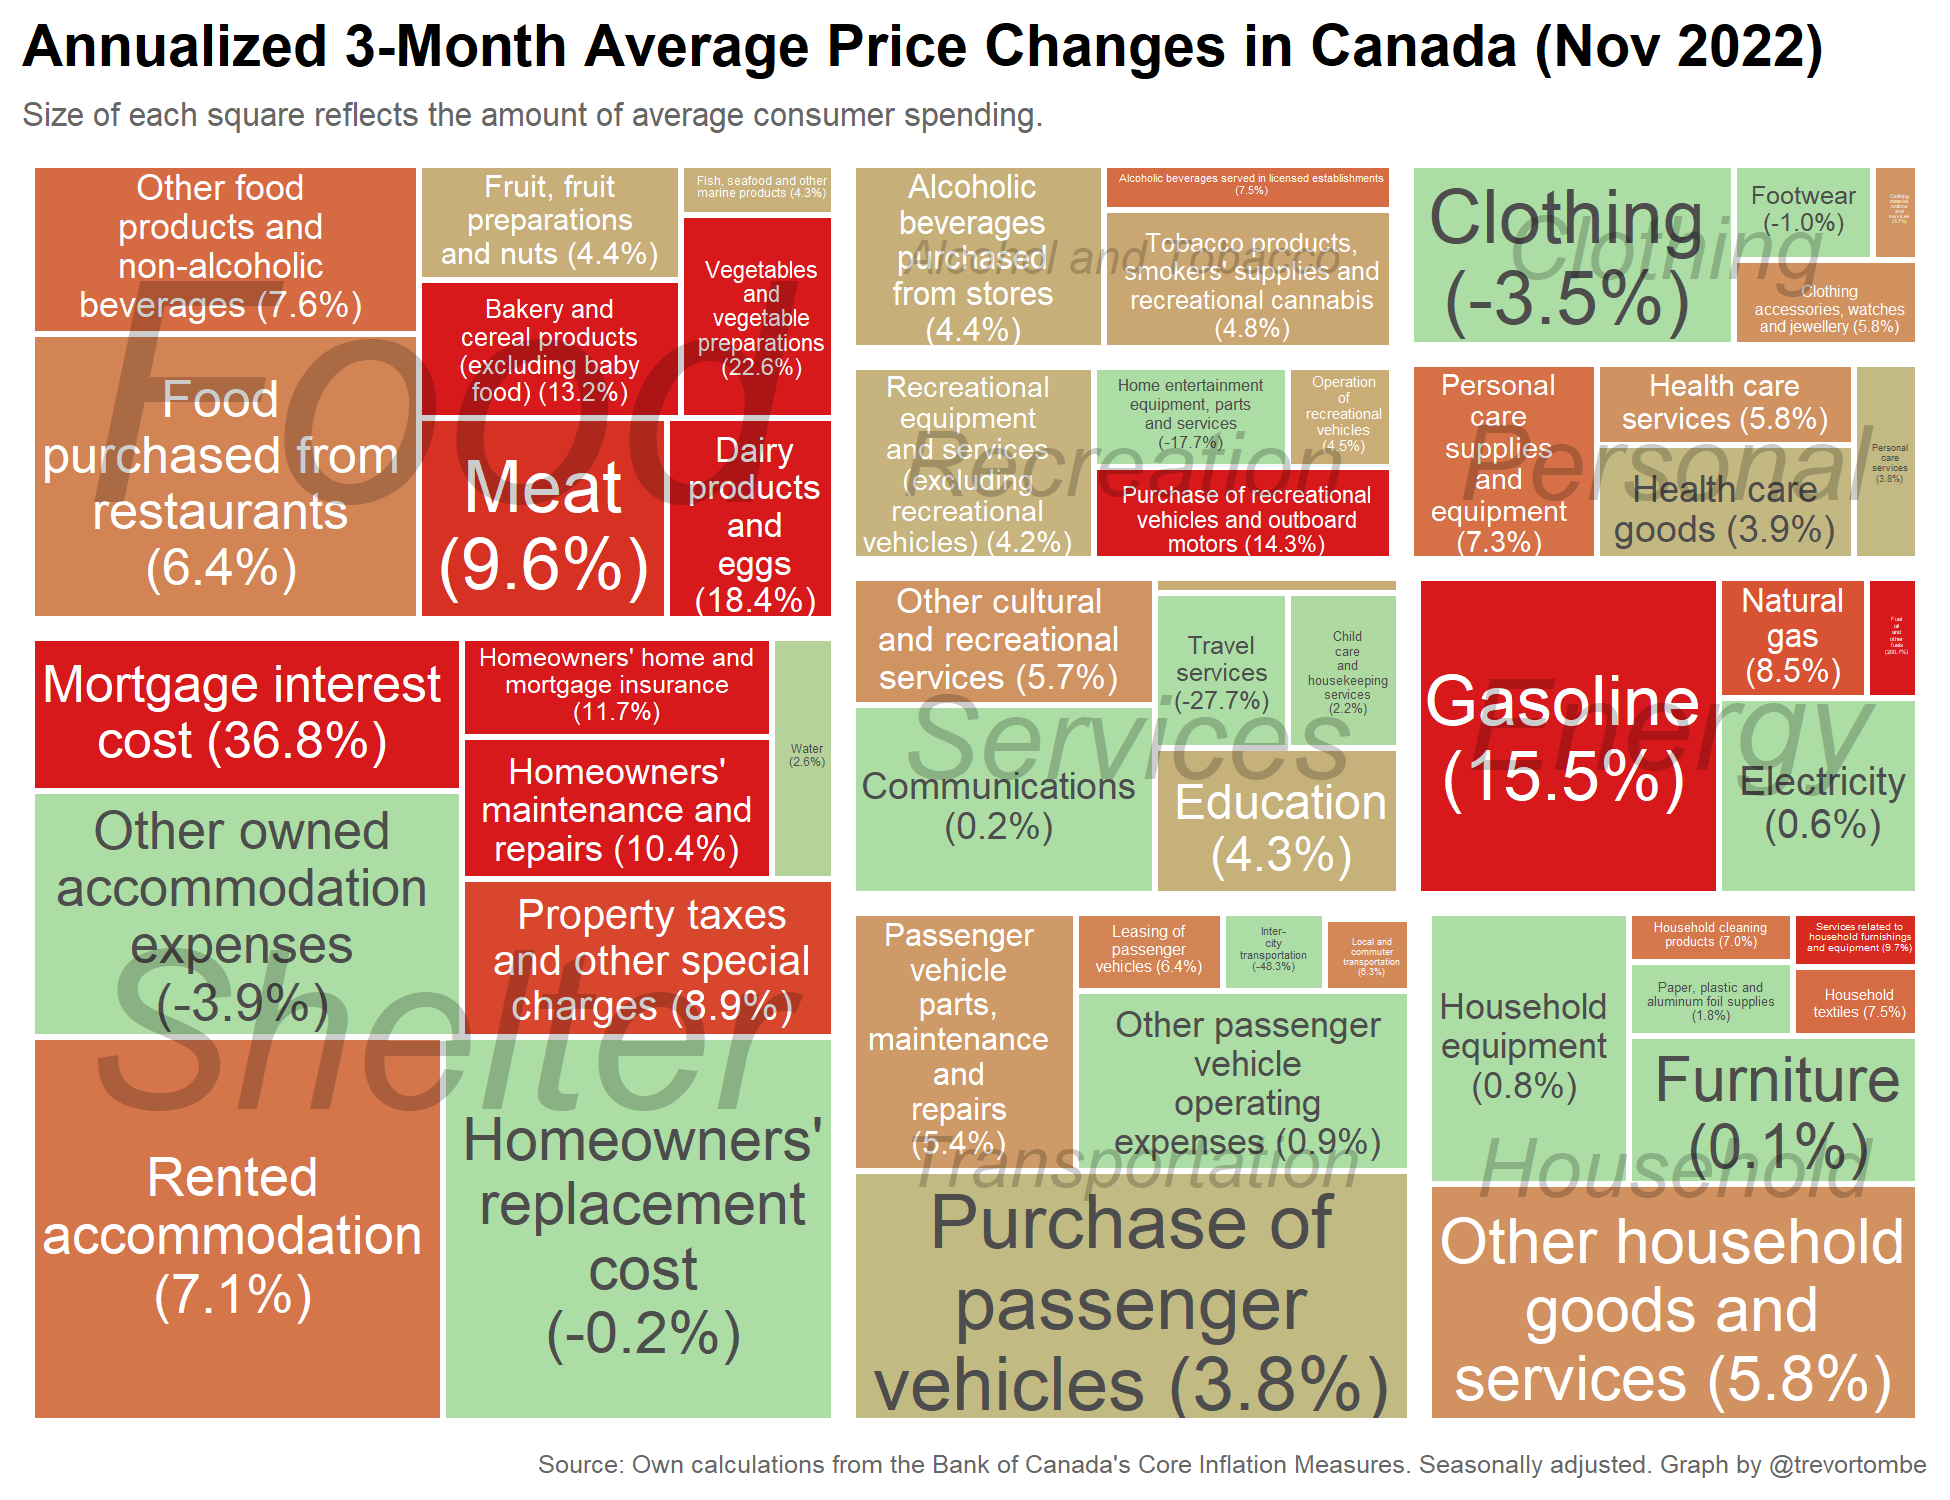 Annualized 3-Month Average Price Changes in Canada (Nov 2022)
Size of each square reflects the amount of average consumer spending.
Food
Other food
products and
non-alcoholic
beverages (7.6%)
Fruit, fruit
preparations
and nuts (4.4%)
Fish, seafood and other
marine products (4.3%)
Vegetables
and
vegetable
preparations
(22.6%)
Bakery and
cereal products
(excluding baby
food) (13.2%)
Food
purchased from
restaurants
(6.4%)
Meat
(9.6%)
Dairy
products
and
eggs
(18.4%)
Alcohol and Tobacco
Alcoholic
beverages
purchased
from stores
(4.4%)
Alcoholic beverages served in licensed establishments
(7.5%)
Tobacco products,
smokers' supplies and
recreational cannabis
(4.8%)
Clothing
Clothing
(-3.5%)
Footwear
(-1.0%)
Clothing
material,
notions
and
services
Clothing
accessories, watches
and jewellery (5.8%)
Recreation
Recreational
equipment
and services
(excluding
recreational
vehicles) (4.2%)
Home entertainment
equipment, parts
and services
(-17.7%)
Operation
of
recreational
vehicles
(4.5%)
Purchase of recreational
vehicles and outboard
motors (14.3%)
Personal
Personal
care
supplies
and
equipment
(7.3%)
Health care
services (5.8%)
Health care
goods (3.9%)
Personal
care
services
(3.8%)
Shelter
Mortgage interest
cost (36.8%)
Homeowners' home and
mortgage insurance
(11.7%)
Homeowners'
maintenance and
repairs (10.4%)
Water
(2.6%)
Other owned
accommodation
expenses
(-3.9%)
Property taxes
and other special
charges (8.9%)
Rented
accommodation
(7.1%)
Homeowners'
replacement
cost
(-0.2%)
Services
Other cultural
and recreational
services (5.7%)
Travel
services
(-27.7%)
Child
care
and
housekeeping
services
(2.2%)
Communications
(0.2%)
Education
(4.3%)
Energy
Gasoline
(15.5%)
Natural
gas
(8.5%)
Fuel
oil
and
other
fuels
(200.7%)
Electricity
(0.6%)
Transportation
Passenger
vehicle
parts,
maintenance
and
repairs
(5.4%)
Leasing of
passenger
vehicles (6.4%)
Inter-
city
transportation
(-48.3%)
Local and
commuter
transportation
(6.3%)
Other passenger
vehicle
operating
expenses (0.9%)
Purchase of
passenger
vehicles (3.8%)
Household
Household
equipment
(0.8%)
Household cleaning
products (7.0%)
Services related to
household furnishings
and equipment (9.7%)
Paper, plastic and
aluminum foil supplies
(1.8%)
Household
textiles (7.5%)
Furniture
(0.1%)
Other household
goods and
services (5.8%)
Source: Own calculations from the Bank of Canada's Core Inflation Measures. Seasonally adjusted. Graph by @trevortombe